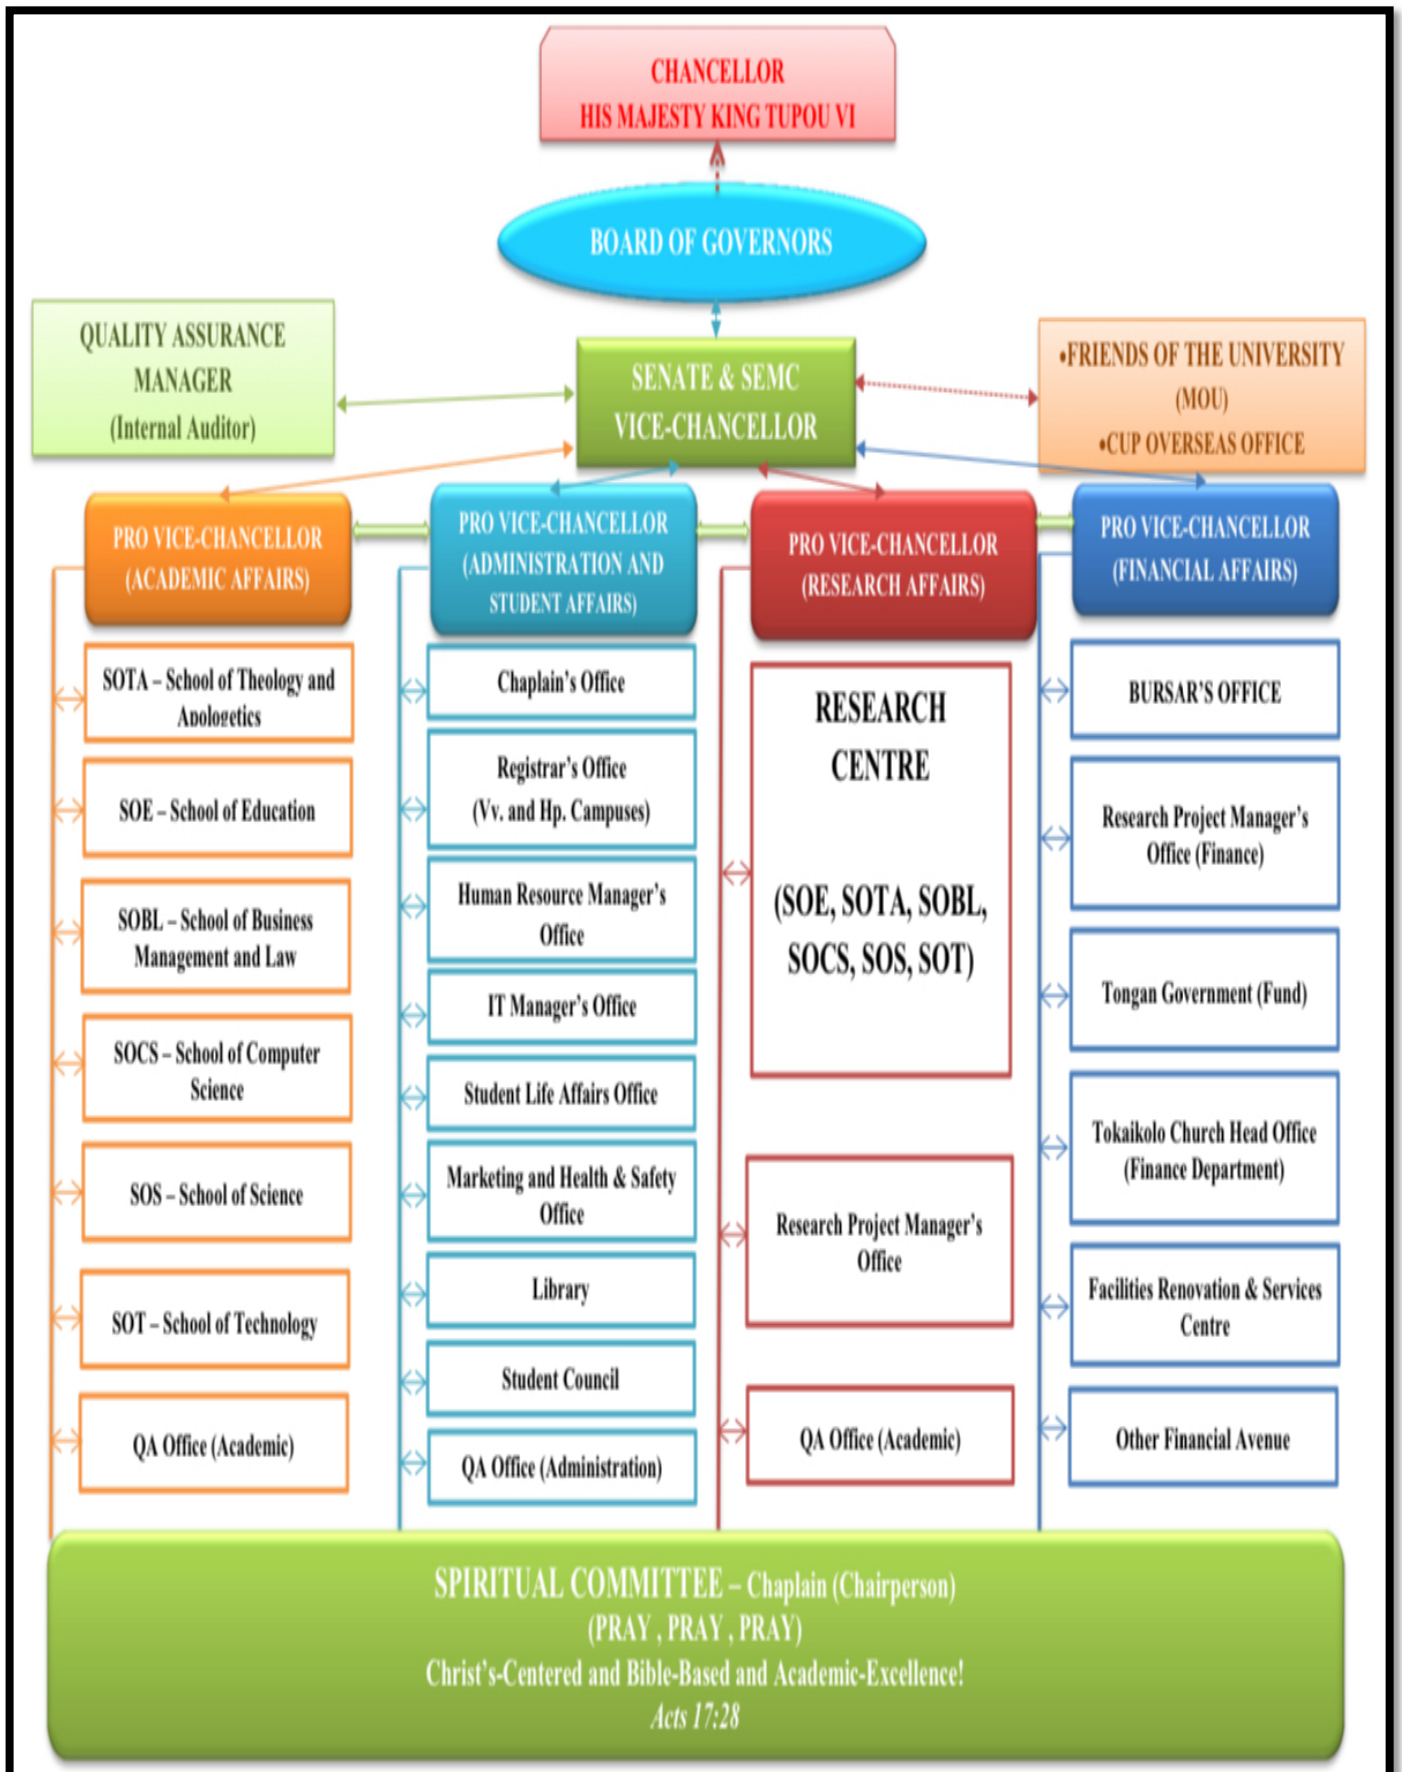 CHANCELLOR
HIS MAJESTY KING TUPOU VI
BOARD OF GOVERNORS
QUALITY ASSURANCE
MANAGER
(Internal Auditor)
SENATE & SEMC
VICE-CHANCELLOR
•FRIENDS OF THE UNIVERSITY
(MOU)
•CUP OVERSEAS OFFICE
PRO VICE-CHANCELLOR
(ACADEMIC AFFAIRS)
SOTA – School of Theology and
Apologetics
SOE – School of Education
SOBL – School of Business
Management and Law
SOCS – School of Computer
Science
SOS – School of Science
SOT – School of Technology
QA Office (Academic)
PRO VICE-CHANCELLOR
(ADMINISTRATION AND
STUDENT AFFAIRS)
Chaplain’s Office
Registrar’s Office
(Vv. and Hp. Campuses)
Human Resource Manager’s
Office
IT Manager’s Office
Student Life Affairs Office
Marketing and Health & Safety
Office
Library
Student Council
QA Office (Administration)
PRO VICE-CHANCELLOR
(RESEARCH AFFAIRS)
RESEARCH
CENTRE
(SOE, SOTA, SOBL,
SOCS, SOS, SOT)
Research Project Manager’s
Office
QA Office (Academic)
PRO VICE-CHANCELLOR
(FINANCIAL AFFAIRS)
BURSAR’S OFFICE
Research Project Manager’s
Office (Finance)
Tongan Government (Fund)
Tokaikolo Church Head Office
(Finance Department)
Facilities Renovation & Services
Centre
Other Financial Avenue
SPIRITUAL COMMITTEE – Chaplain (Chairperson)
(PRAY , PRAY , PRAY)
Christ’s-Centered and Bible-Based and Academic-Excellence!
Acts 17:28